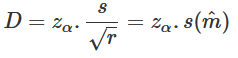 D = z_α . s/√r = z_α . s(m̂)